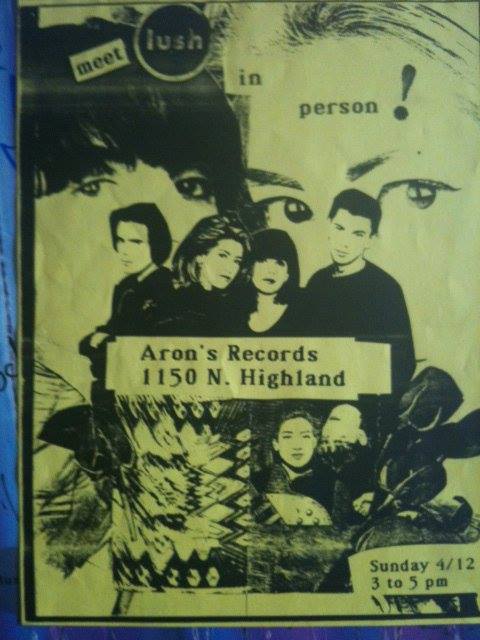 meet
lush
in
person!
Aron's Records
1150 N. Highland
Sunday 4/12
3 to 5 pm